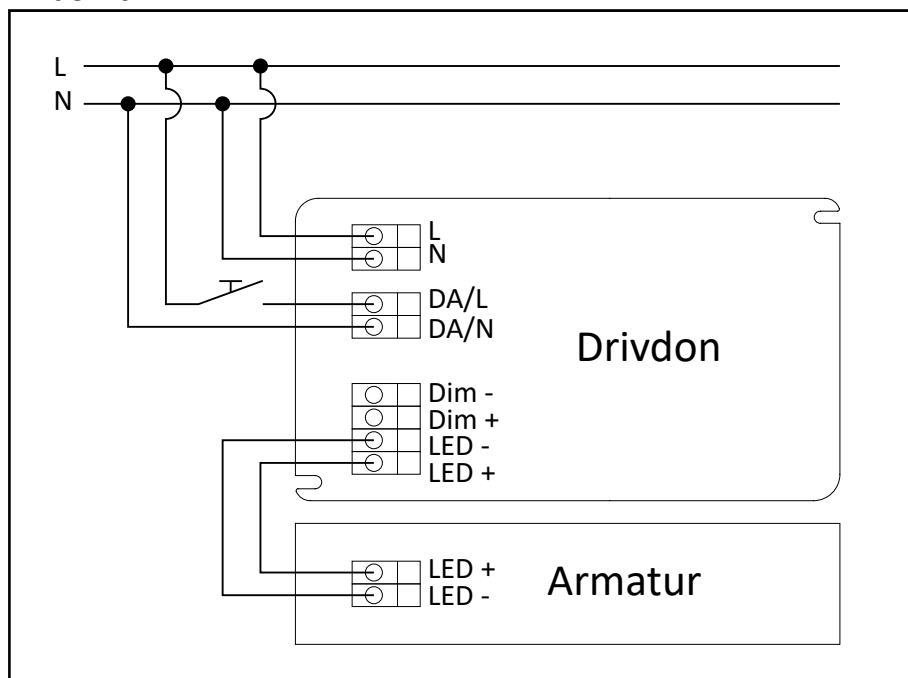 L
N
L
N
DA/L
DA/N
Drivdon
Dim -
Dim +
LED -
LED +
LED +
LED -
Armatur